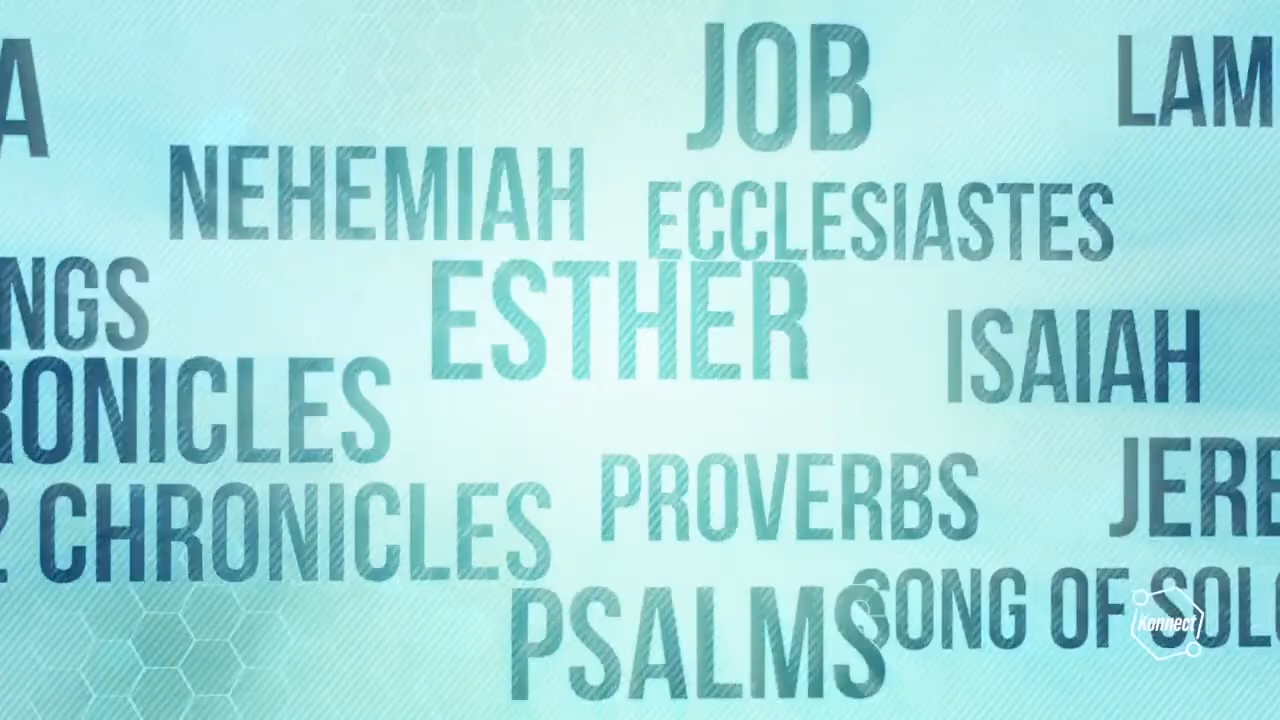 JOB
LAM
A
NEHEMIAH
ECCLESIASTES
ESTHER
NGS
ISAIAH
RONICLES
JERE
PROVERBS
2 CHRONICLES
SONG OF SOLO
PSALMS
Konnect